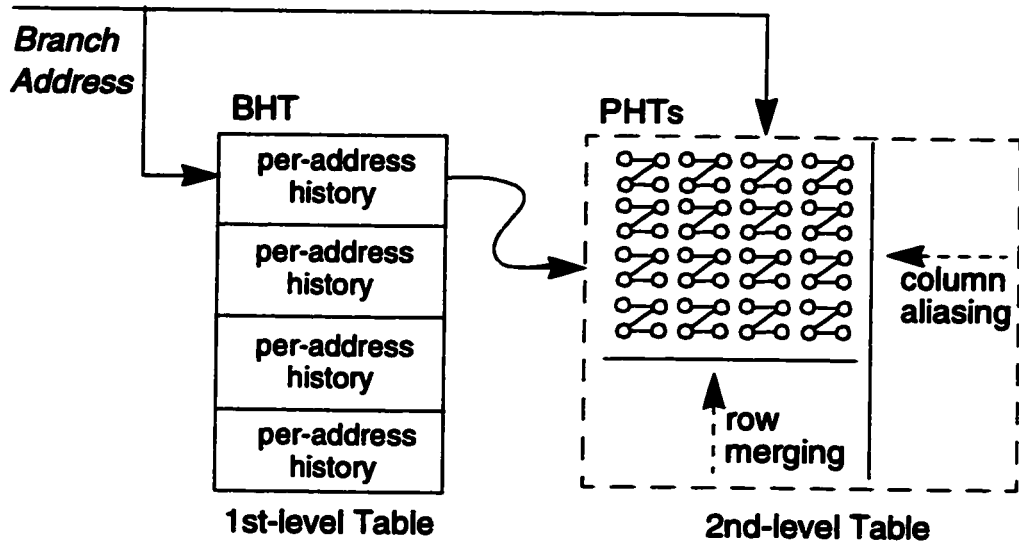 Branch
Address
BHT
PHTs
per-address
history
per-address
history
per-address
history
per-address
history
column
aliasing
row
merging
1st-level Table
2nd-level Table